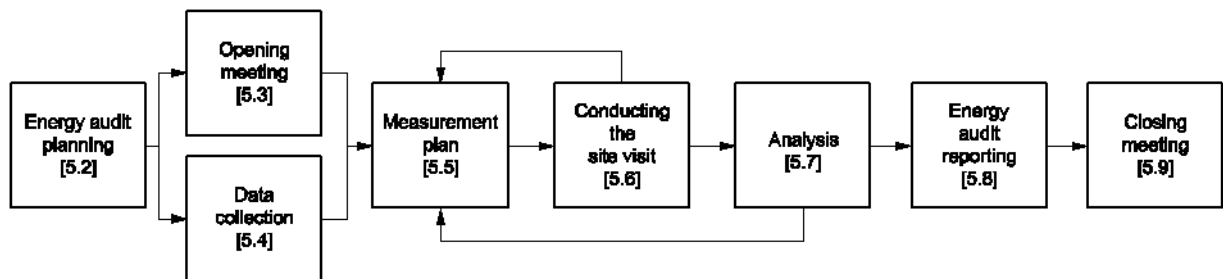 Energy audit
planning
[5.2]
Opening
meeting
[5.3]
Data
collection
[5.4]
Measurement
plan
[5.5]
Conducting
the
site visit
[5.6]
Analysis
[5.7]
Energy
audit
reporting
[5.8]
Closing
meeting
[5.9]